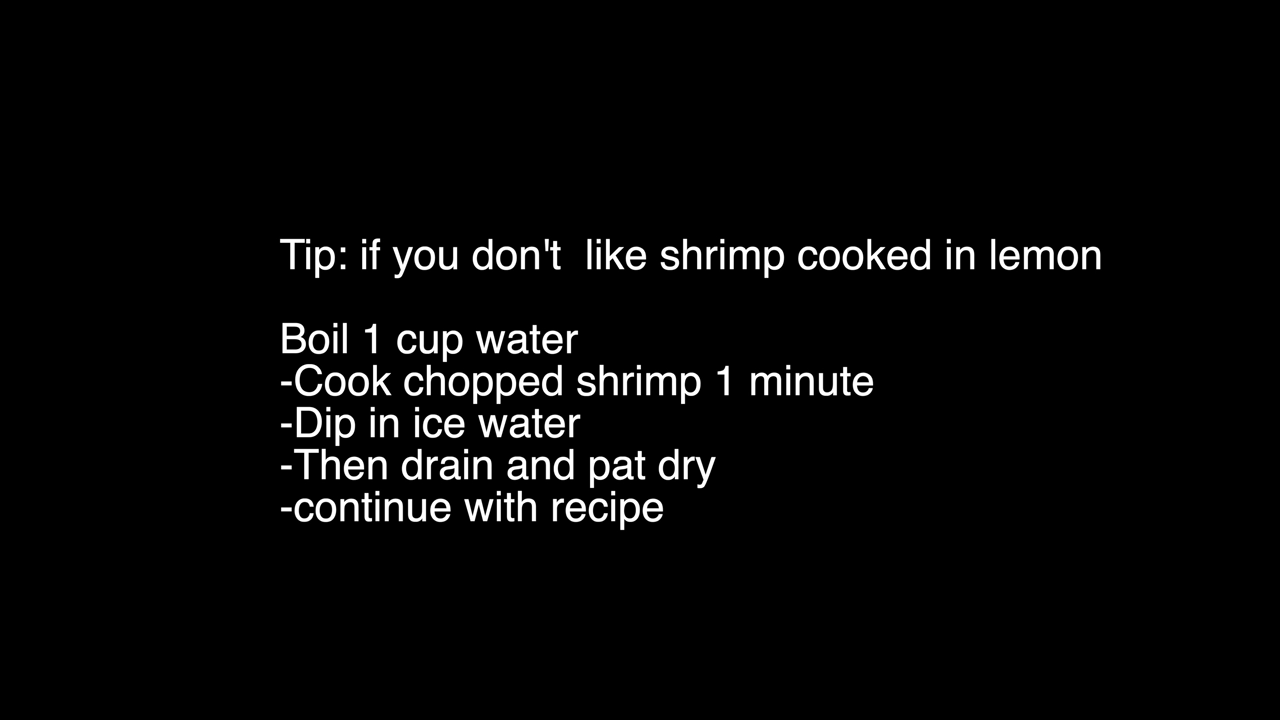 Tip: if you don't  like shrimp cooked in lemon
Boil 1 cup water
-Cook chopped shrimp 1 minute
-Dip in ice water
-Then drain and pat dry
-continue with recipe